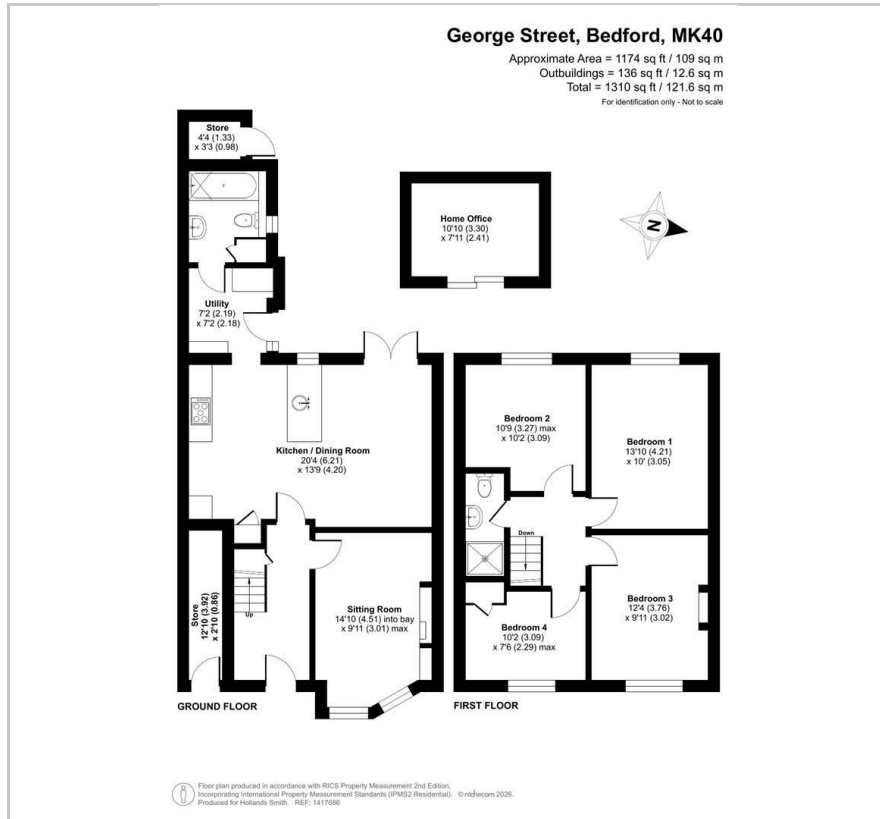 George Street, Bedford, MK40
Approximate Area = 1174 sq ft / 109 sq m
Outbuildings = 136 sq ft / 12.6 sq m
Total = 1310 sq ft / 121.6 sq m
For identification only - Not to scale
Store
4'4 (1.33)
x 3'3 (0.98)
Home Office
10'10 (3.30)
x 7'11 (2.41)
N
Utility
7'2 (2.19)
x 7'2 (2.18)
Kitchen / Dining Room
20'4 (6.21)
x 13'9 (4.20)
Bedroom 2
10'9 (3.27) max
x 10'2 (3.09)
Bedroom 1
13'10 (4.21)
x 10' (3.05)
Down
Store
12'10 (3.92)
x 2'10 (0.86)
Up
Sitting Room
14'10 (4.51) into bay
x 9'11 (3.01) max
Bedroom 3
12'4 (3.76)
x 9'11 (3.02)
Bedroom 4
10'2 (3.09)
x 7'6 (2.29) max
GROUND FLOOR
FIRST FLOOR
Floor plan produced in accordance with RICS Property Measurement 2nd Edition,
Incorporating International Property Measurement Standards (IPMS2 Residential). © nichecom 2026.
Produced for Hollands Smith. REF: 1417686